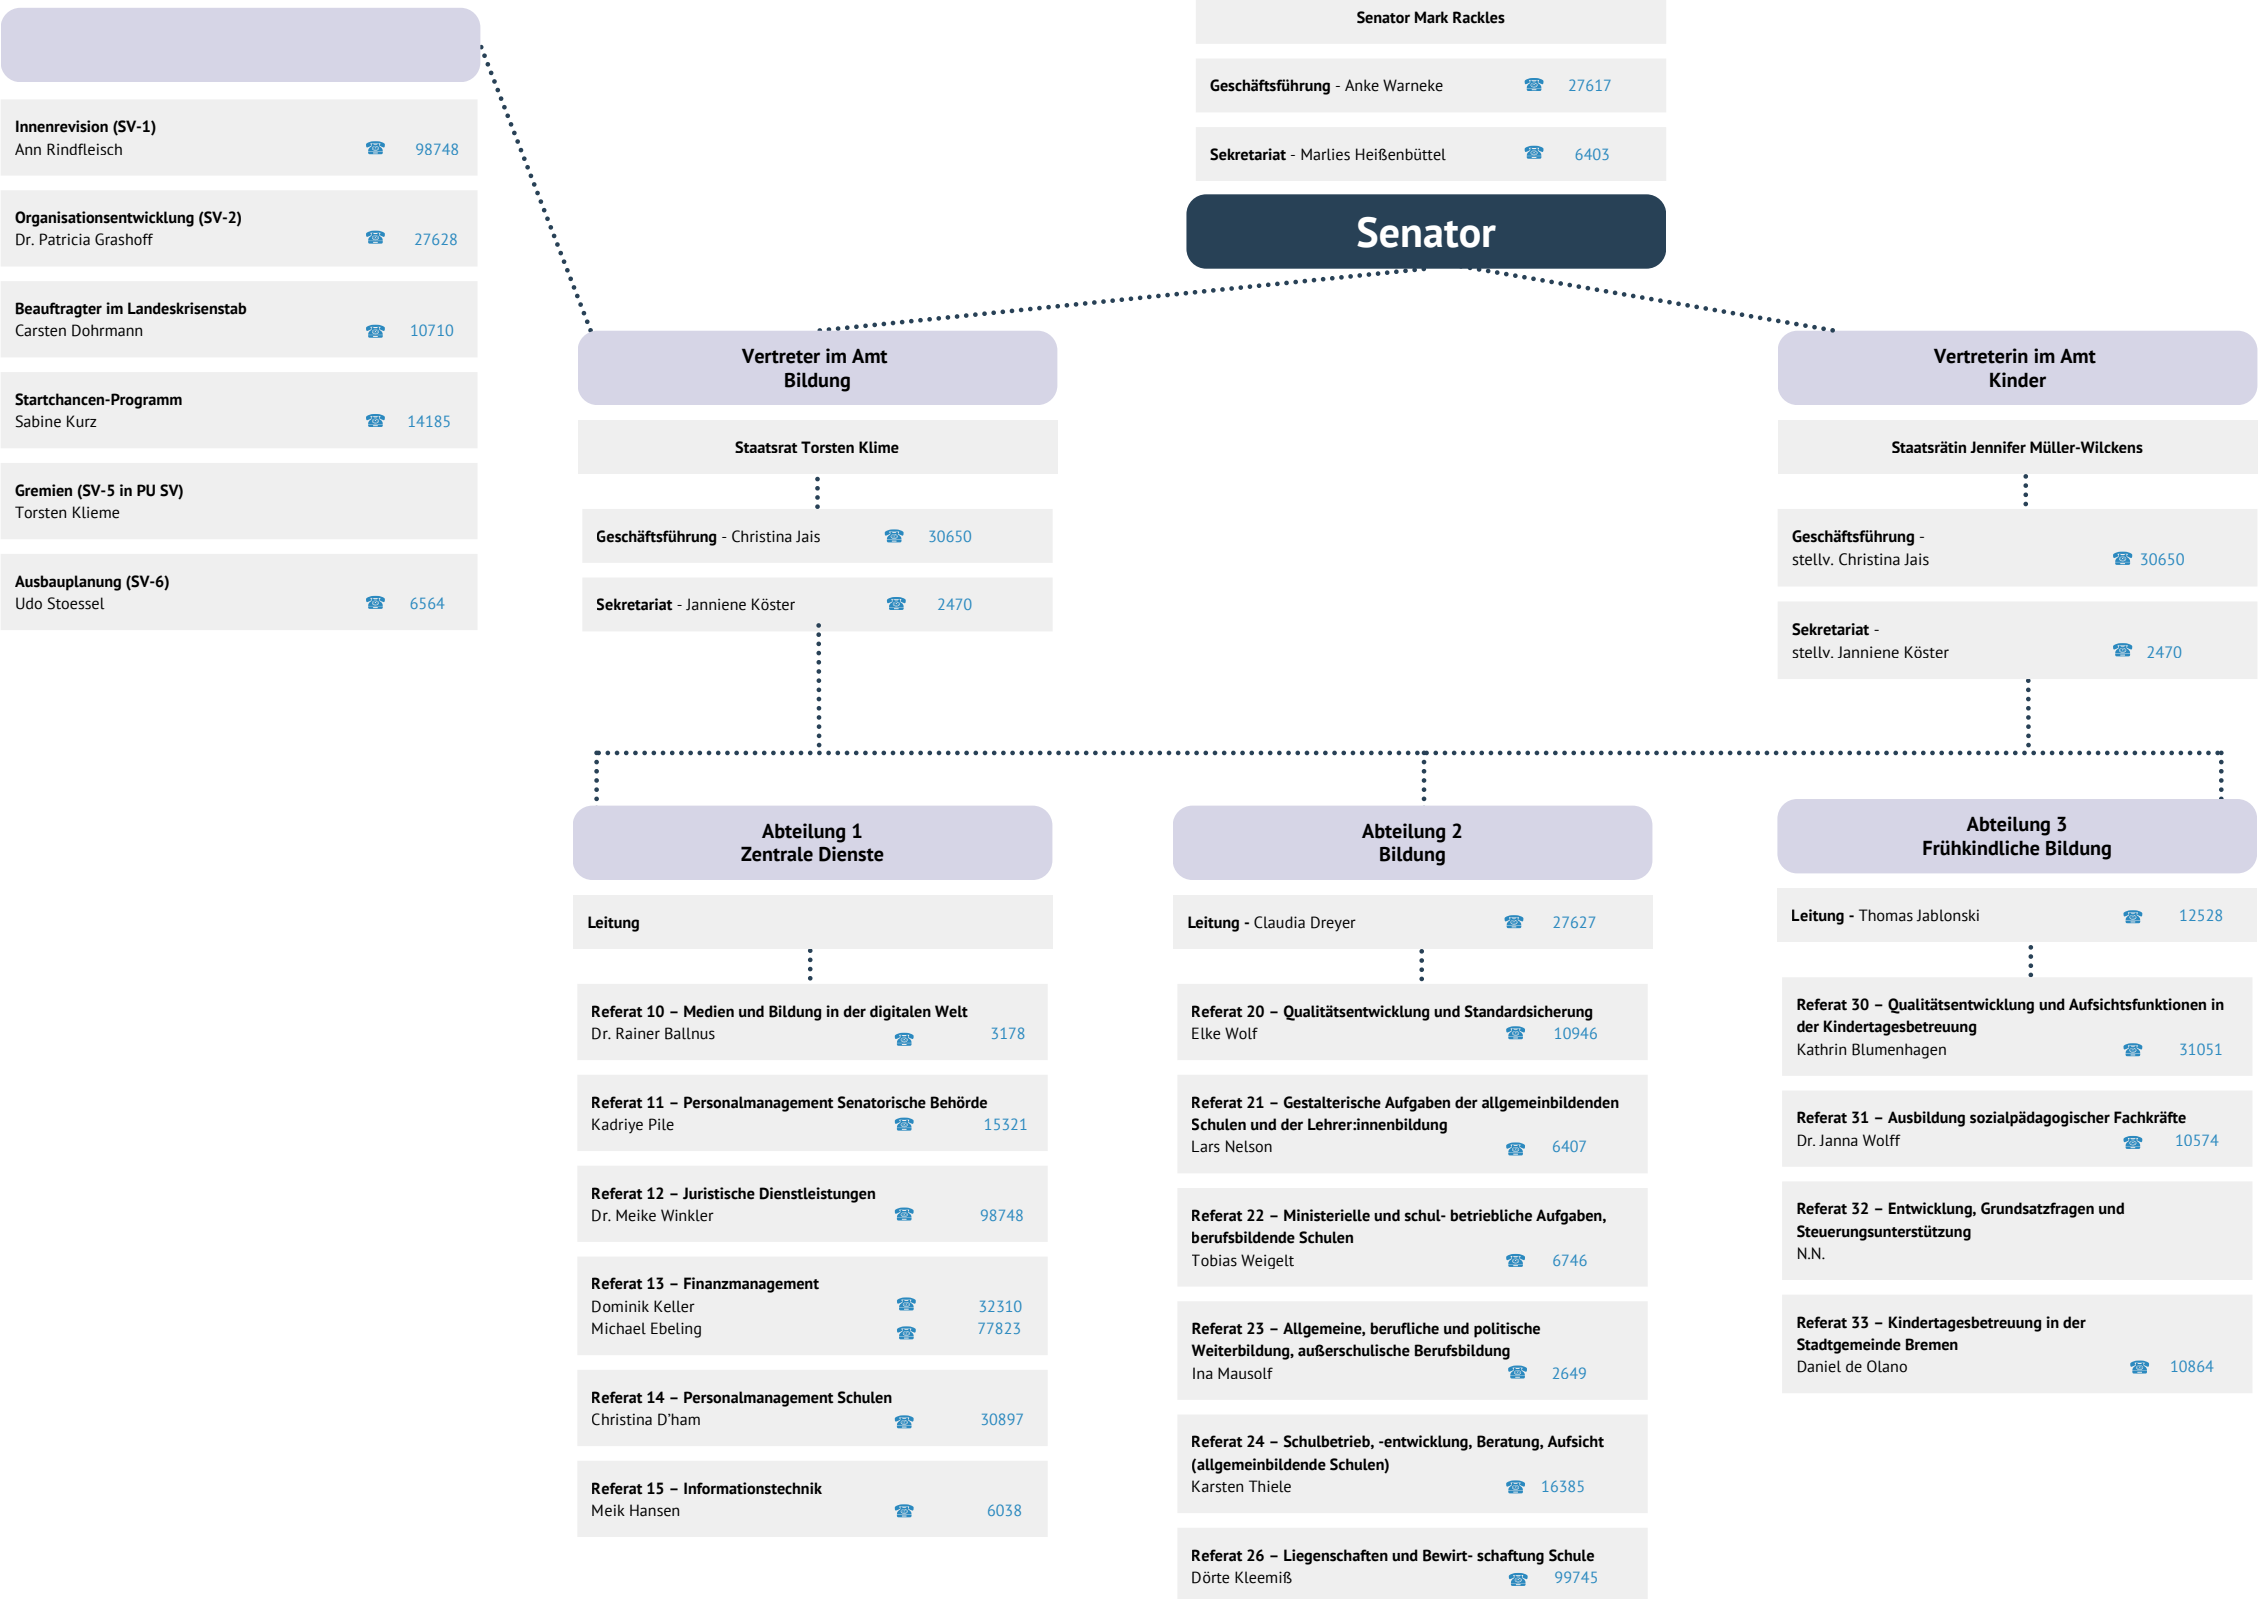 Senator Mark Rackles
Geschäftsführung - Anke Warneke ☎ 27617
Sekretariat - Marlies Heißenbüttel ☎ 6403
Senator
Innenrevision (SV-1)
Ann Rindfleisch ☎ 98748
Organisationsentwicklung (SV-2)
Dr. Patricia Grashoff ☎ 27628
Beauftragter im Landeskrisenstab
Carsten Dohrmann ☎ 10710
Startchancen-Programm
Sabine Kurz ☎ 14185
Gremien (SV-5 in PU SV)
Torsten Klieme
Ausbauplanung (SV-6)
Udo Stoessel ☎ 6564
Vertreter im Amt
Bildung
Staatsrat Torsten Klime
Geschäftsführung - Christina Jais ☎ 30650
Sekretariat - Janniene Köster ☎ 2470
Vertreterin im Amt
Kinder
Staatsrätin Jennifer Müller-Wilckens
Geschäftsführung -
stellv. Christina Jais ☎ 30650
Sekretariat -
stellv. Janniene Köster ☎ 2470
Abteilung 1
Zentrale Dienste
Leitung
Referat 10 – Medien und Bildung in der digitalen Welt
Dr. Rainer Ballnus ☎ 3178
Referat 11 – Personalmanagement Senatorische Behörde
Kadriye Pile ☎ 15321
Referat 12 – Juristische Dienstleistungen
Dr. Meike Winkler ☎ 98748
Referat 13 – Finanzmanagement
Dominik Keller ☎ 32310
Michael Ebeling ☎ 77823
Referat 14 – Personalmanagement Schulen
Christina D’ham ☎ 30897
Referat 15 – Informationstechnik
Meik Hansen ☎ 6038
Abteilung 2
Bildung
Leitung - Claudia Dreyer ☎ 27627
Referat 20 – Qualitätsentwicklung und Standardsicherung
Elke Wolf ☎ 10946
Referat 21 – Gestalterische Aufgaben der allgemeinbildenden
Schulen und der Lehrer:innenbildung
Lars Nelson ☎ 6407
Referat 22 – Ministerielle und schul- betriebliche Aufgaben,
berufsbildende Schulen
Tobias Weigelt ☎ 6746
Referat 23 – Allgemeine, berufliche und politische
Weiterbildung, außerschulische Berufsbildung
Ina Mausolf ☎ 2649
Referat 24 – Schulbetrieb, -entwicklung, Beratung, Aufsicht
(allgemeinbildende Schulen)
Karsten Thiele ☎ 16385
Referat 26 – Liegenschaften und Bewirt- schaftung Schule
Dörte Kleemiß ☎ 99745
Abteilung 3
Frühkindliche Bildung
Leitung - Thomas Jablonski ☎ 12528
Referat 30 – Qualitätsentwicklung und Aufsichtsfunktionen in
der Kindertagesbetreuung
Kathrin Blumenhagen ☎ 31051
Referat 31 – Ausbildung sozialpädagogischer Fachkräfte
Dr. Janna Wolff ☎ 10574
Referat 32 – Entwicklung, Grundsatzfragen und
Steuerungsunterstützung
N.N.
Referat 33 – Kindertagesbetreuung in der
Stadtgemeinde Bremen
Daniel de Olano ☎ 10864